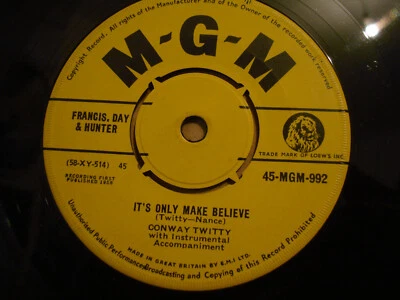 Copyright Record. All Rights of the Manufacturer and of the Owner of the Recorded Work Reserved
M-G-M
FRANCIS, DAY
& HUNTER
TRADE MARK OF LOEW'S INC.
(58-XY-514) 45
45-MGM-992
RECORDING FIRST
PUBLISHED 1958
IT'S ONLY MAKE BELIEVE
(Twitty—Nance)
CONWAY TWITTY
with Instrumental
Accompaniment
MADE IN GREAT BRITAIN BY E.M.I. LTD.
Unauthorised Public Performance, Broadcasting and Copying of this Record Prohibited